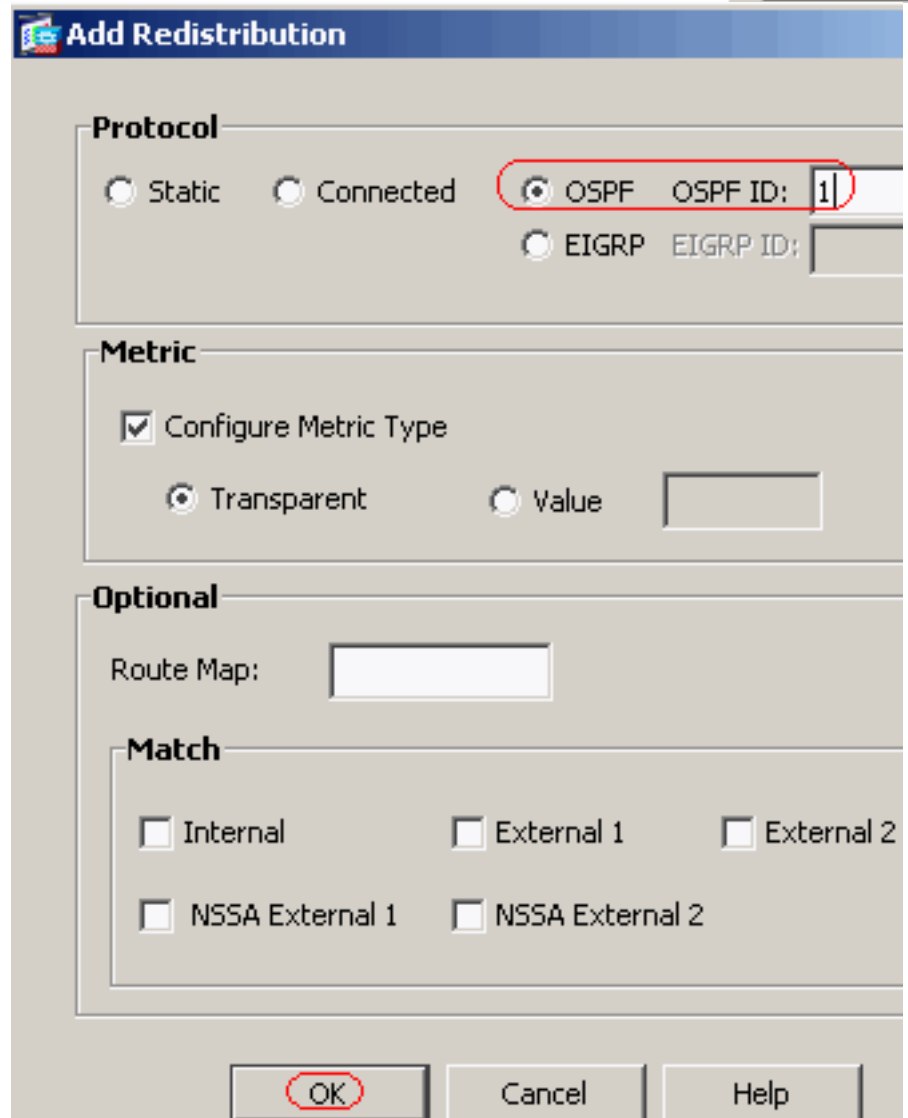 Add Redistribution
Protocol
Static Connected OSPF OSPF ID: 1
EIGRP EIGRP ID:
Metric
Configure Metric Type
Transparent Value
Optional
Route Map:
Match
Internal External 1 External 2
NSSA External 1 NSSA External 2
OK Cancel Help